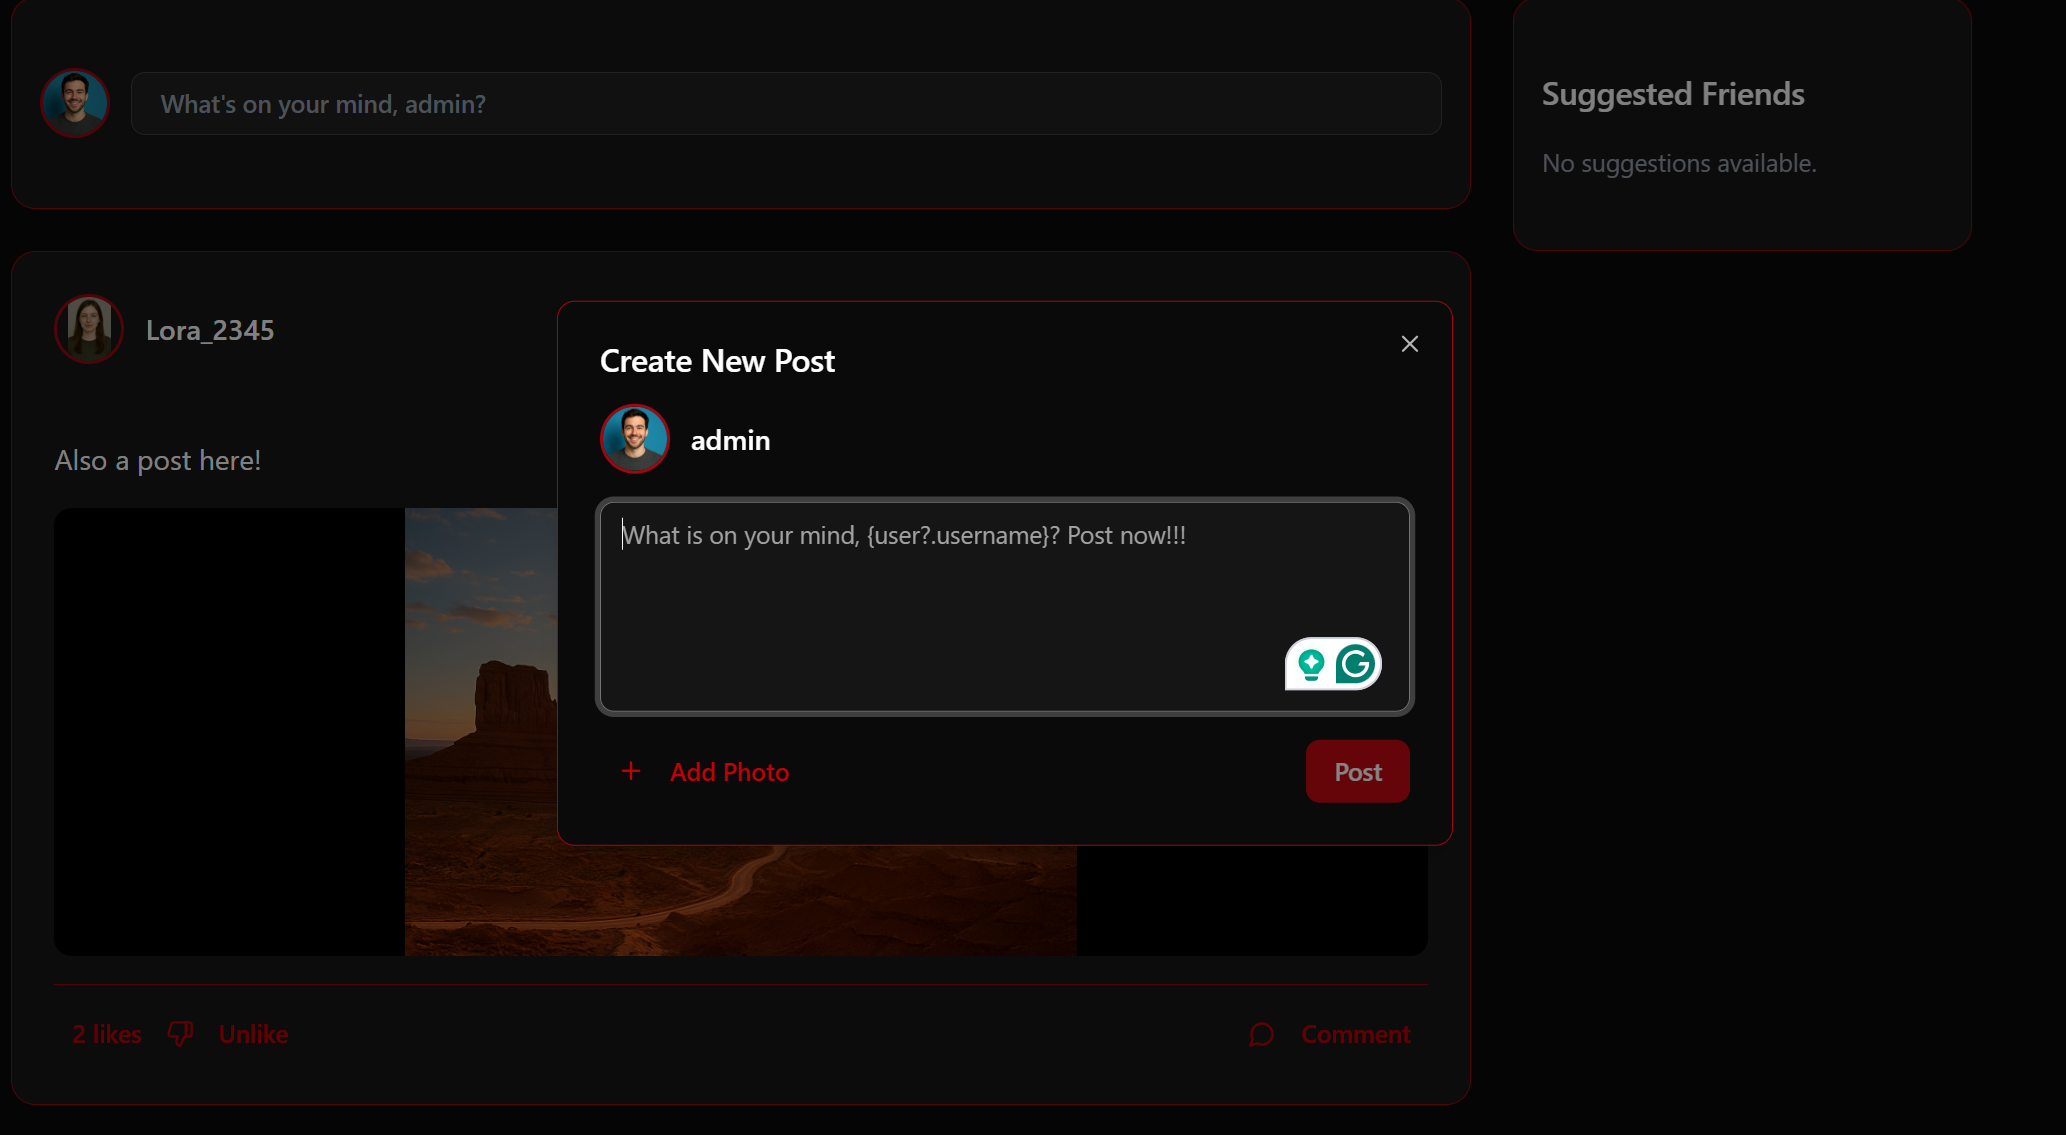 What's on your mind, admin?
Suggested Friends
No suggestions available.
Lora_2345
Also a post here!
Create New Post
admin
What is on your mind, {user?.username}? Post now!!!
Add Photo
Post
2 likes
Unlike
Comment